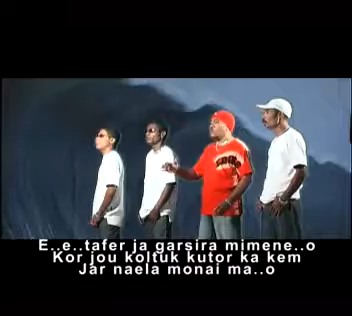 E..e..tafer ja garsira mimene..o
Kor jou koltuk kutor ka kem
Jar naela monai ma..o